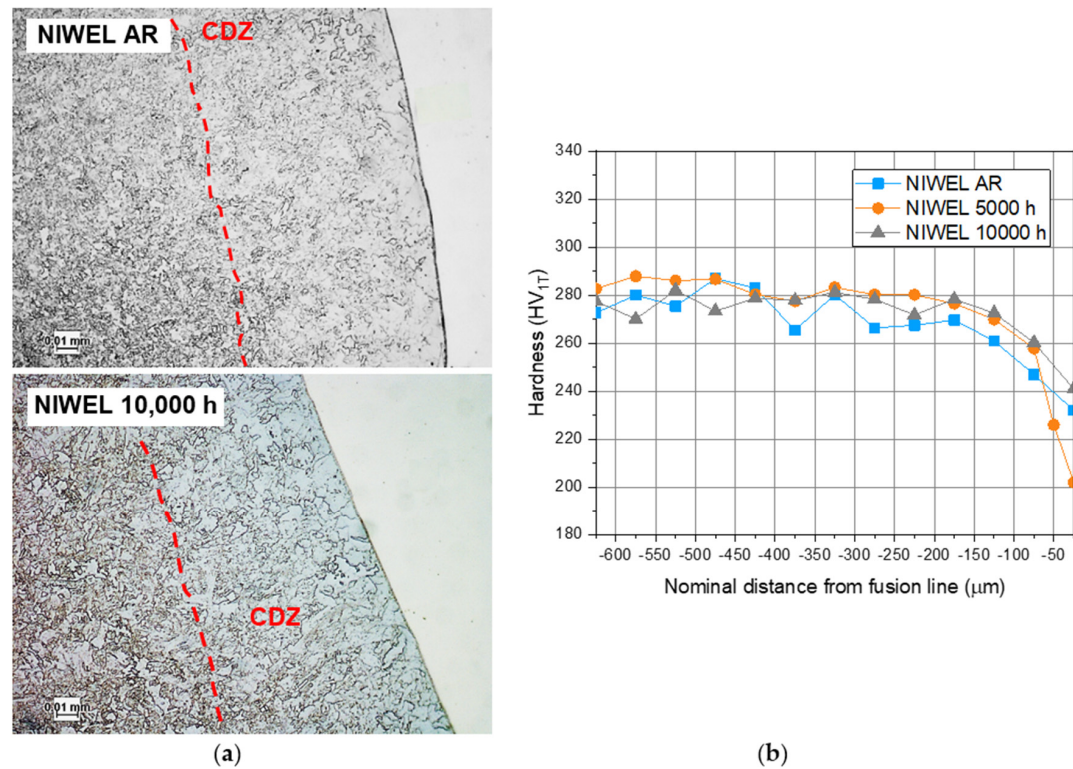 NIWEL AR
CDZ
0.01 mm
NIWEL 10,000 h
CDZ
0.01 mm
(a)
340
320
300
280
260
240
220
200
180
Hardness (HV1T)
NIWEL AR
NIWEL 5000 h
NIWEL 10000 h
-600 -550 -500 -450 -400 -350 -300 -250 -200 -150 -100 -50
Nominal distance from fusion line (μm)
(b)